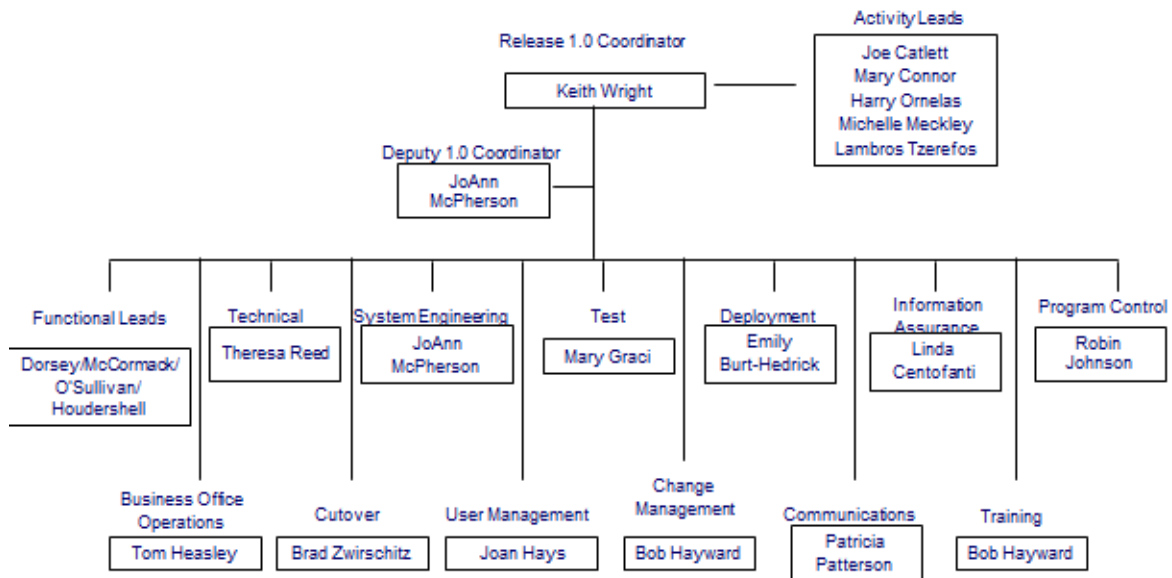 Activity Leads
Release 1.0 Coordinator
Joe Catlett
Mary Connor
Harry Ornelas
Michelle Meckley
Lambros Tzerefos
Keith Wright
Deputy 1.0 Coordinator
JoAnn
McPherson
Functional Leads
Dorsey/McCormack/
O'Sullivan/
Houdershell
Technical
Theresa Reed
System Engineering
JoAnn
McPherson
Test
Mary Graci
Deployment
Emily
Burt-Hedrick
Information
Assurance
Linda
Centofanti
Program Control
Robin
Johnson
Business Office
Operations
Tom Heasley
Cutover
Brad Zwirschitz
User Management
Joan Hays
Change
Management
Bob Hayward
Communications
Patricia
Patterson
Training
Bob Hayward